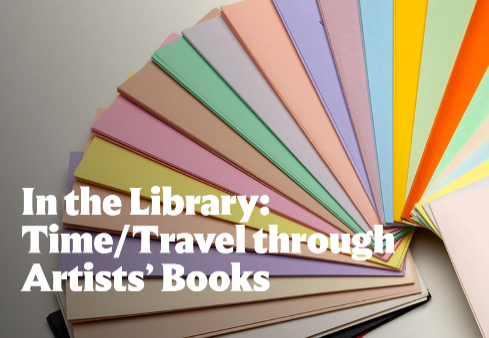 In the Library:
Time/Travel through
Artists’ Books